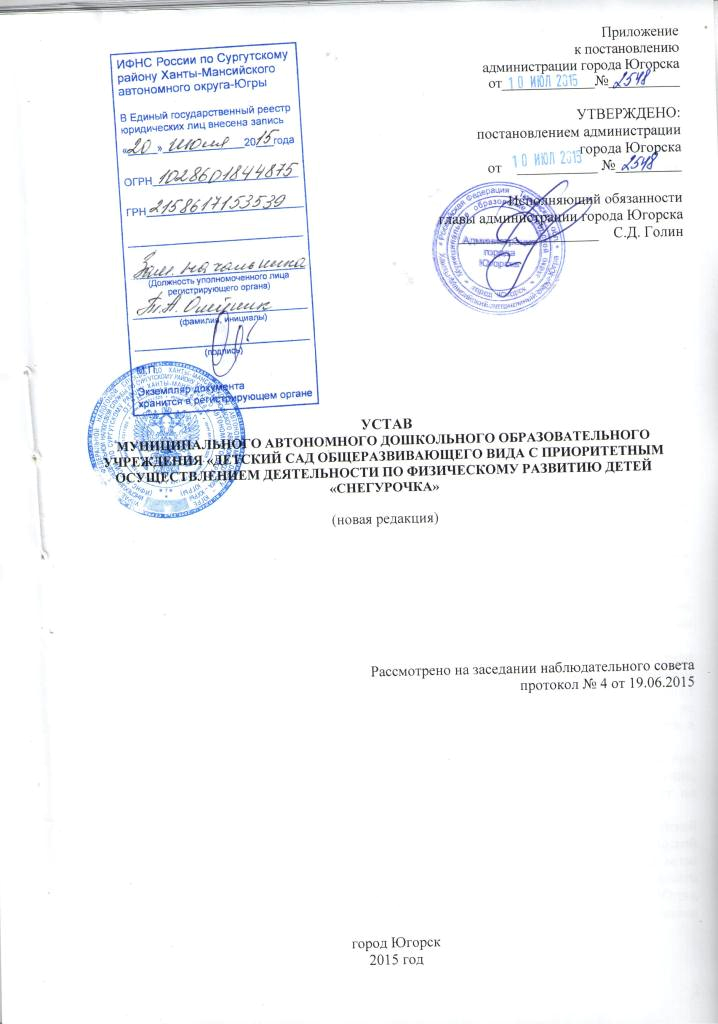 Приложение
к постановлению
администрации города Югорска
от 10 ИЮЛ 2015 № 2548
УТВЕРЖДЕНО:
постановлением администрации
города Югорска
от 10 ИЮЛ 2015 № 2548
Исполняющий обязанности
главы администрации города Югорска
С.Д. Голин
ИФНС России по Сургутскому
району Ханты-Мансийского
автономного округа-Югры
В Единый государственный реестр
юридических лиц внесена запись
«20» июля 2015 года
ОГРН 1028601844875
ГРН 2158617153539
Зам. начальника
(Должность уполномоченного лица
регистрирующего органа)
Т.А.
(фамилия, инициалы)
(подпись)
М.П.
Экземпляр документа
хранится в регистрирующем органе
Администрация
города
Югорска
УСТАВ
МУНИЦИПАЛЬНОГО АВТОНОМНОГО ДОШКОЛЬНОГО ОБРАЗОВАТЕЛЬНОГО
УЧРЕЖДЕНИЯ «ДЕТСКИЙ САД ОБЩЕРАЗВИВАЮЩЕГО ВИДА С ПРИОРИТЕТНЫМ
ОСУЩЕСТВЛЕНИЕМ ДЕЯТЕЛЬНОСТИ ПО ФИЗИЧЕСКОМУ РАЗВИТИЮ ДЕТЕЙ
«СНЕГУРОЧКА»
(новая редакция)
Рассмотрено на заседании наблюдательного совета
протокол № 4 от 19.06.2015
город Югорск
2015 год